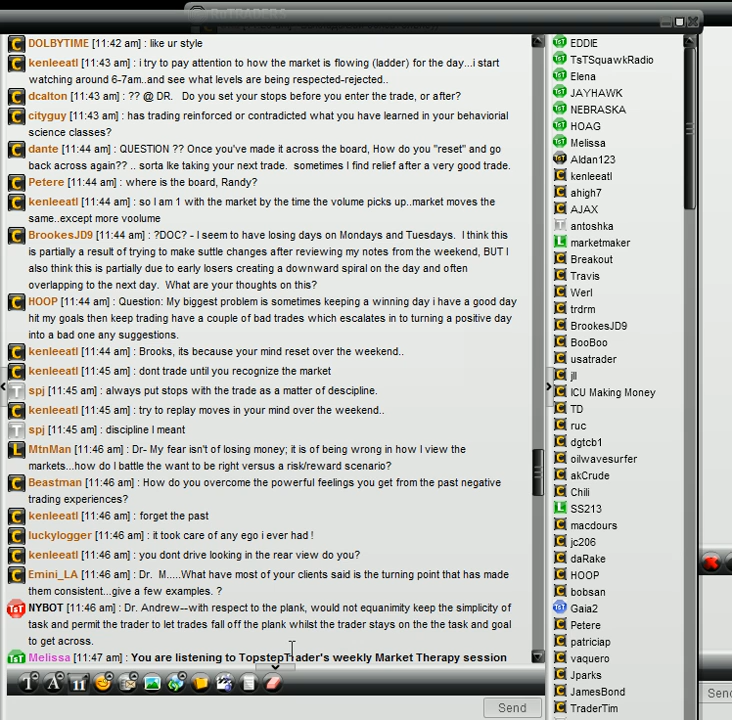 DOLBYTIME [11:42 am] : like ur style
kenleeatl [11:43 am] : i try to pay attention to how the market is flowing (ladder) for the day...i start
watching around 6-7am..and see what levels are being respected-rejected..
dcalton [11:43 am] : ?? @ DR. Do you set your stops before you enter the trade, or after?
cityguy [11:43 am] : has trading reinforced or contradicted what you have learned in your behaviorial
science classes?
dante [11:44 am] : QUESTION ?? Once you've made it across the board, How do you "reset" and go
back across again?? .. sorta lke taking your next trade. sometimes I find relief after a very good trade.
Petere [11:44 am] : where is the board, Randy?
kenleeatl [11:44 am] : so I am 1 with the market by the time the volume picks up..market moves the
same..except more voolume
BrookesJD9 [11:44 am] : ?DOC? - I seem to have losing days on Mondays and Tuesdays. I think this
is partially a result of trying to make suttle changes after reviewing my notes from the weekend, BUT I
also think this is partially due to early losers creating a downward spiral on the day and often
overlapping to the next day. What are your thoughts on this?
HOOP [11:44 am] : Question: My biggest problem is sometimes keeping a winning day i have a good day
hit my goals then keep trading have a couple of bad trades which escalates in to turning a positive day
into a bad one any suggestions.
kenleeatl [11:44 am] : Brooks, its because your mind reset over the weekend..
kenleeatl [11:45 am] : dont trade until you recognize the market
spj [11:45 am] : always put stops with the trade as a matter of descipline.
kenleeatl [11:45 am] : try to replay moves in your mind over the weekend..
spj [11:45 am] : discipline I meant
MtnMan [11:46 am] : Dr- My fear isn't of losing money; it is of being wrong in how I view the
markets...how do I battle the want to be right versus a risk/reward scenario?
Beastman [11:46 am] : How do you overcome the powerful feelings you get from the past negative
trading experiences?
kenleeatl [11:46 am] : forget the past
luckylogger [11:46 am] : it took care of any ego i ever had !
kenleeatl [11:46 am] : you dont drive looking in the rear view do you?
Emini_LA [11:46 am] : Dr. M.....What have most of your clients said is the turning point that has made
them consistent...give a few examples. ?
NYBOT [11:46 am] : Dr. Andrew--with respect to the plank, would not equanimity keep the simplicity of
task and permit the trader to let trades fall off the plank whilst the trader stays on the the task and goal
to get across.
Melissa [11:47 am] : You are listening to TopstepTrader's weekly Market Therapy session
Send
EDDIE
TsTSquawkRadio
Elena
JAYHAWK
NEBRASKA
HOAG
Melissa
Aldan123
kenleeatl
ahigh7
AJAX
antoshka
marketmaker
Breakout
Travis
Werl
trdrm
BrookesJD9
BooBoo
usatrader
jll
ICU Making Money
TD
ruc
dgtcb1
oilwavesurfer
akCrude
Chili
SS213
macdours
jc206
daRake
HOOP
bobsan
Gaia2
Petere
patriciap
vaquero
Jparks
JamesBond
TraderTim
Send